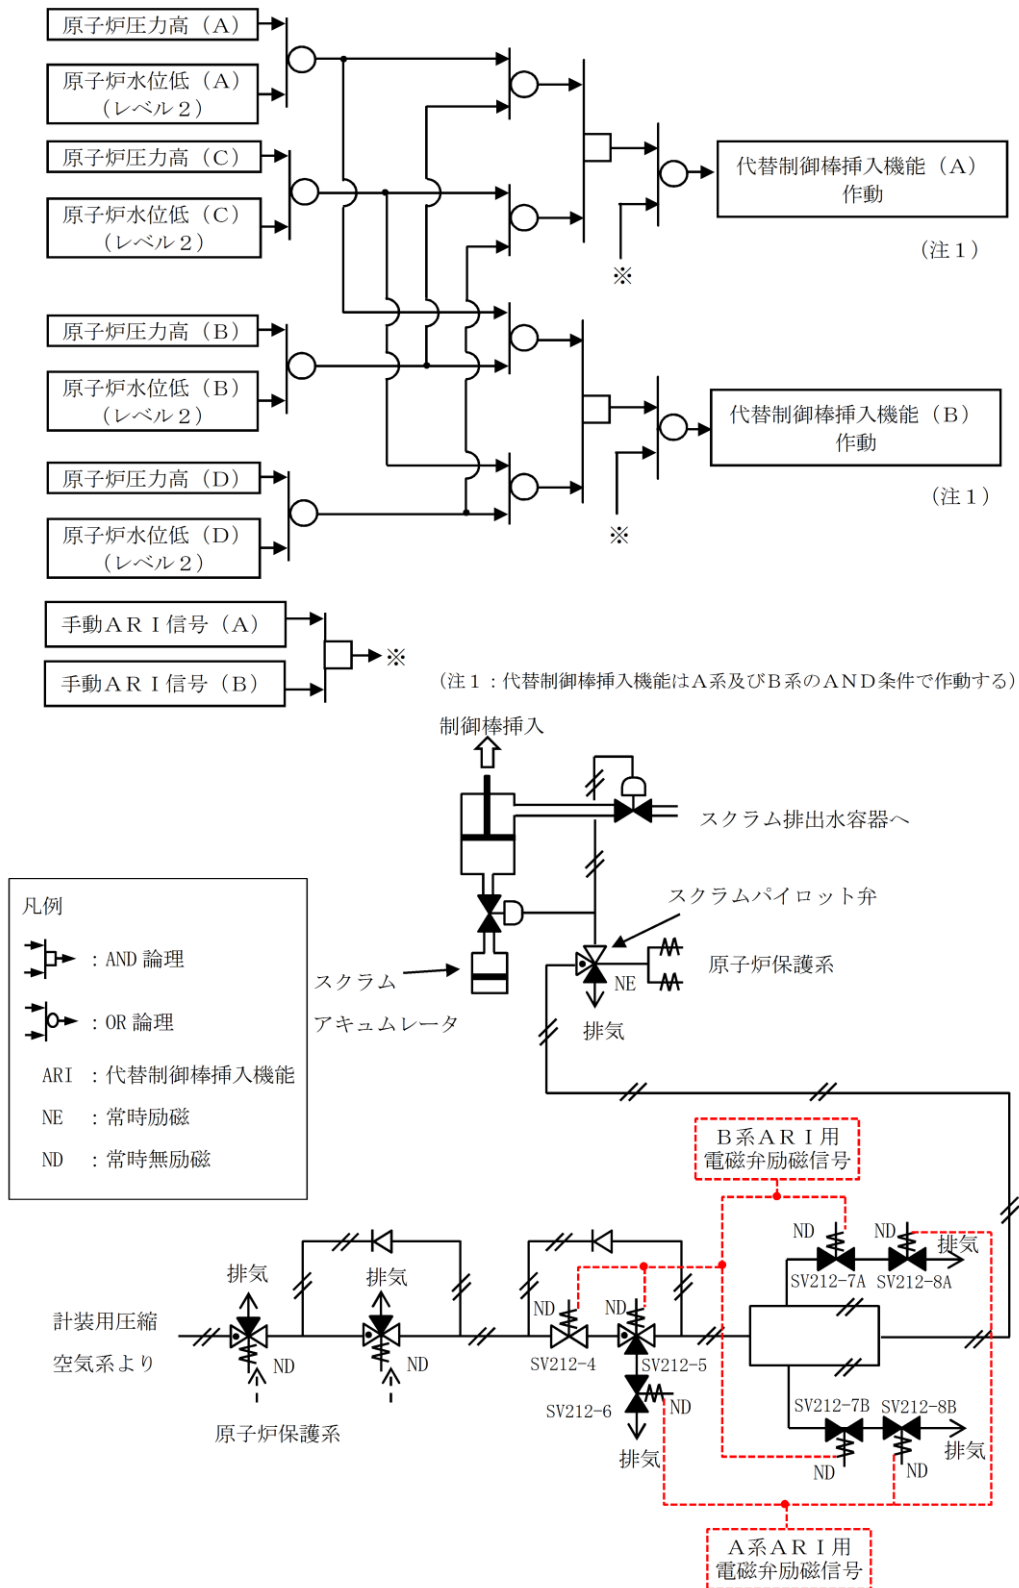 原子炉圧力高（A）
原子炉水位低（A）
（レベル２）
原子炉圧力高（C）
原子炉水位低（C）
（レベル２）
代替制御棒挿入機能（A）
作動
（注１）
※
原子炉圧力高（B）
原子炉水位低（B）
（レベル２）
代替制御棒挿入機能（B）
作動
（注１）
※
原子炉圧力高（D）
原子炉水位低（D）
（レベル２）
手動ＡＲＩ信号（A）
手動ＡＲＩ信号（B）
※
（注１：代替制御棒挿入機能はA系及びB系のAND条件で作動する）
制御棒挿入
スクラム排出水容器へ
スクラムパイロット弁
原子炉保護系
NE
排気
スクラム
アキュムレータ
凡例
：AND 論理
：OR 論理
ARI ：代替制御棒挿入機能
NE ：常時励磁
ND ：常時無励磁
B系ＡＲＩ用
電磁弁励磁信号
ND
ND
排気
SV212-7A
SV212-8A
計装用圧縮
空気系より
排気
ND
排気
ND
原子炉保護系
ND
ND
SV212-4
SV212-5
SV212-6
ND
排気
SV212-7B
SV212-8B
ND
ND
排気
A系ＡＲＩ用
電磁弁励磁信号